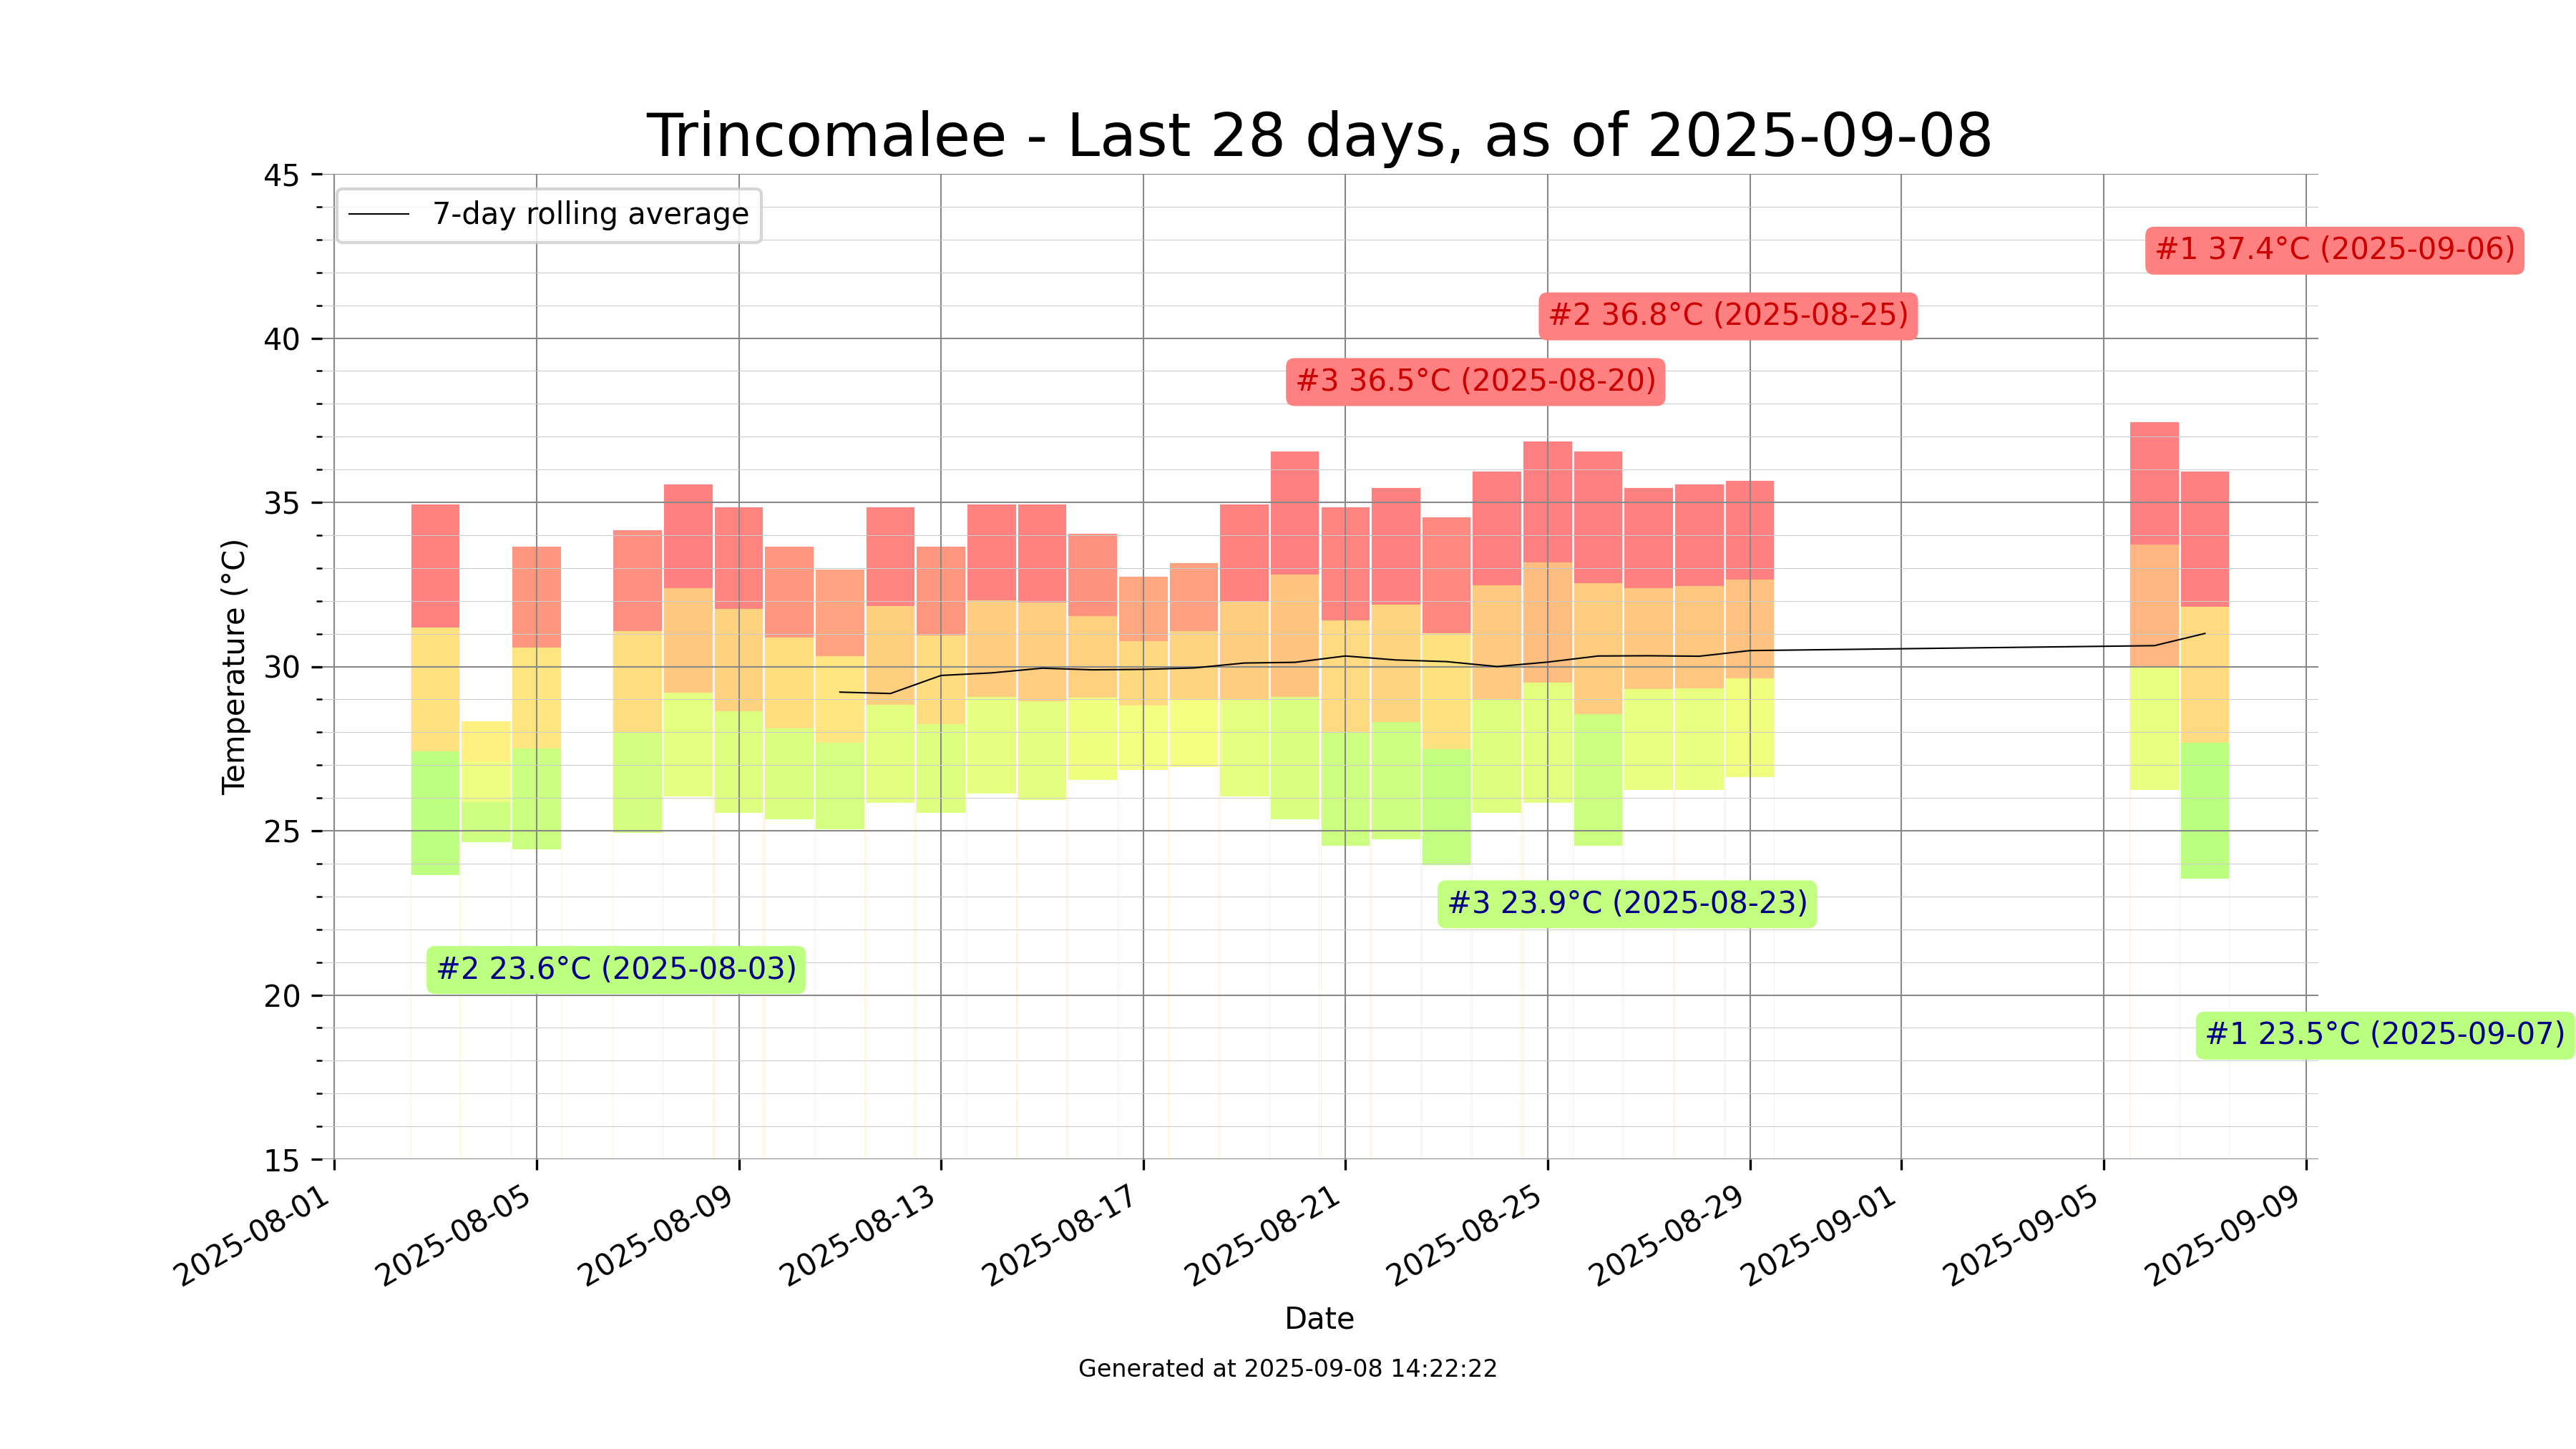 Trincomalee - Last 28 days, as of 2025-09-08
45
7-day rolling average
#1 37.4°C (2025-09-06)
#2 36.8°C (2025-08-25)
40
#3 36.5°C (2025-08-20)
35
Temperature (°C)
30
25
#3 23.9°C (2025-08-23)
#2 23.6°C (2025-08-03)
20
#1 23.5°C (2025-09-07)
15
2025-08-01
2025-08-05
2025-08-09
2025-08-13
2025-08-17
2025-08-21
2025-08-25
2025-08-29
2025-09-01
2025-09-05
2025-09-09
Date
Generated at 2025-09-08 14:22:22